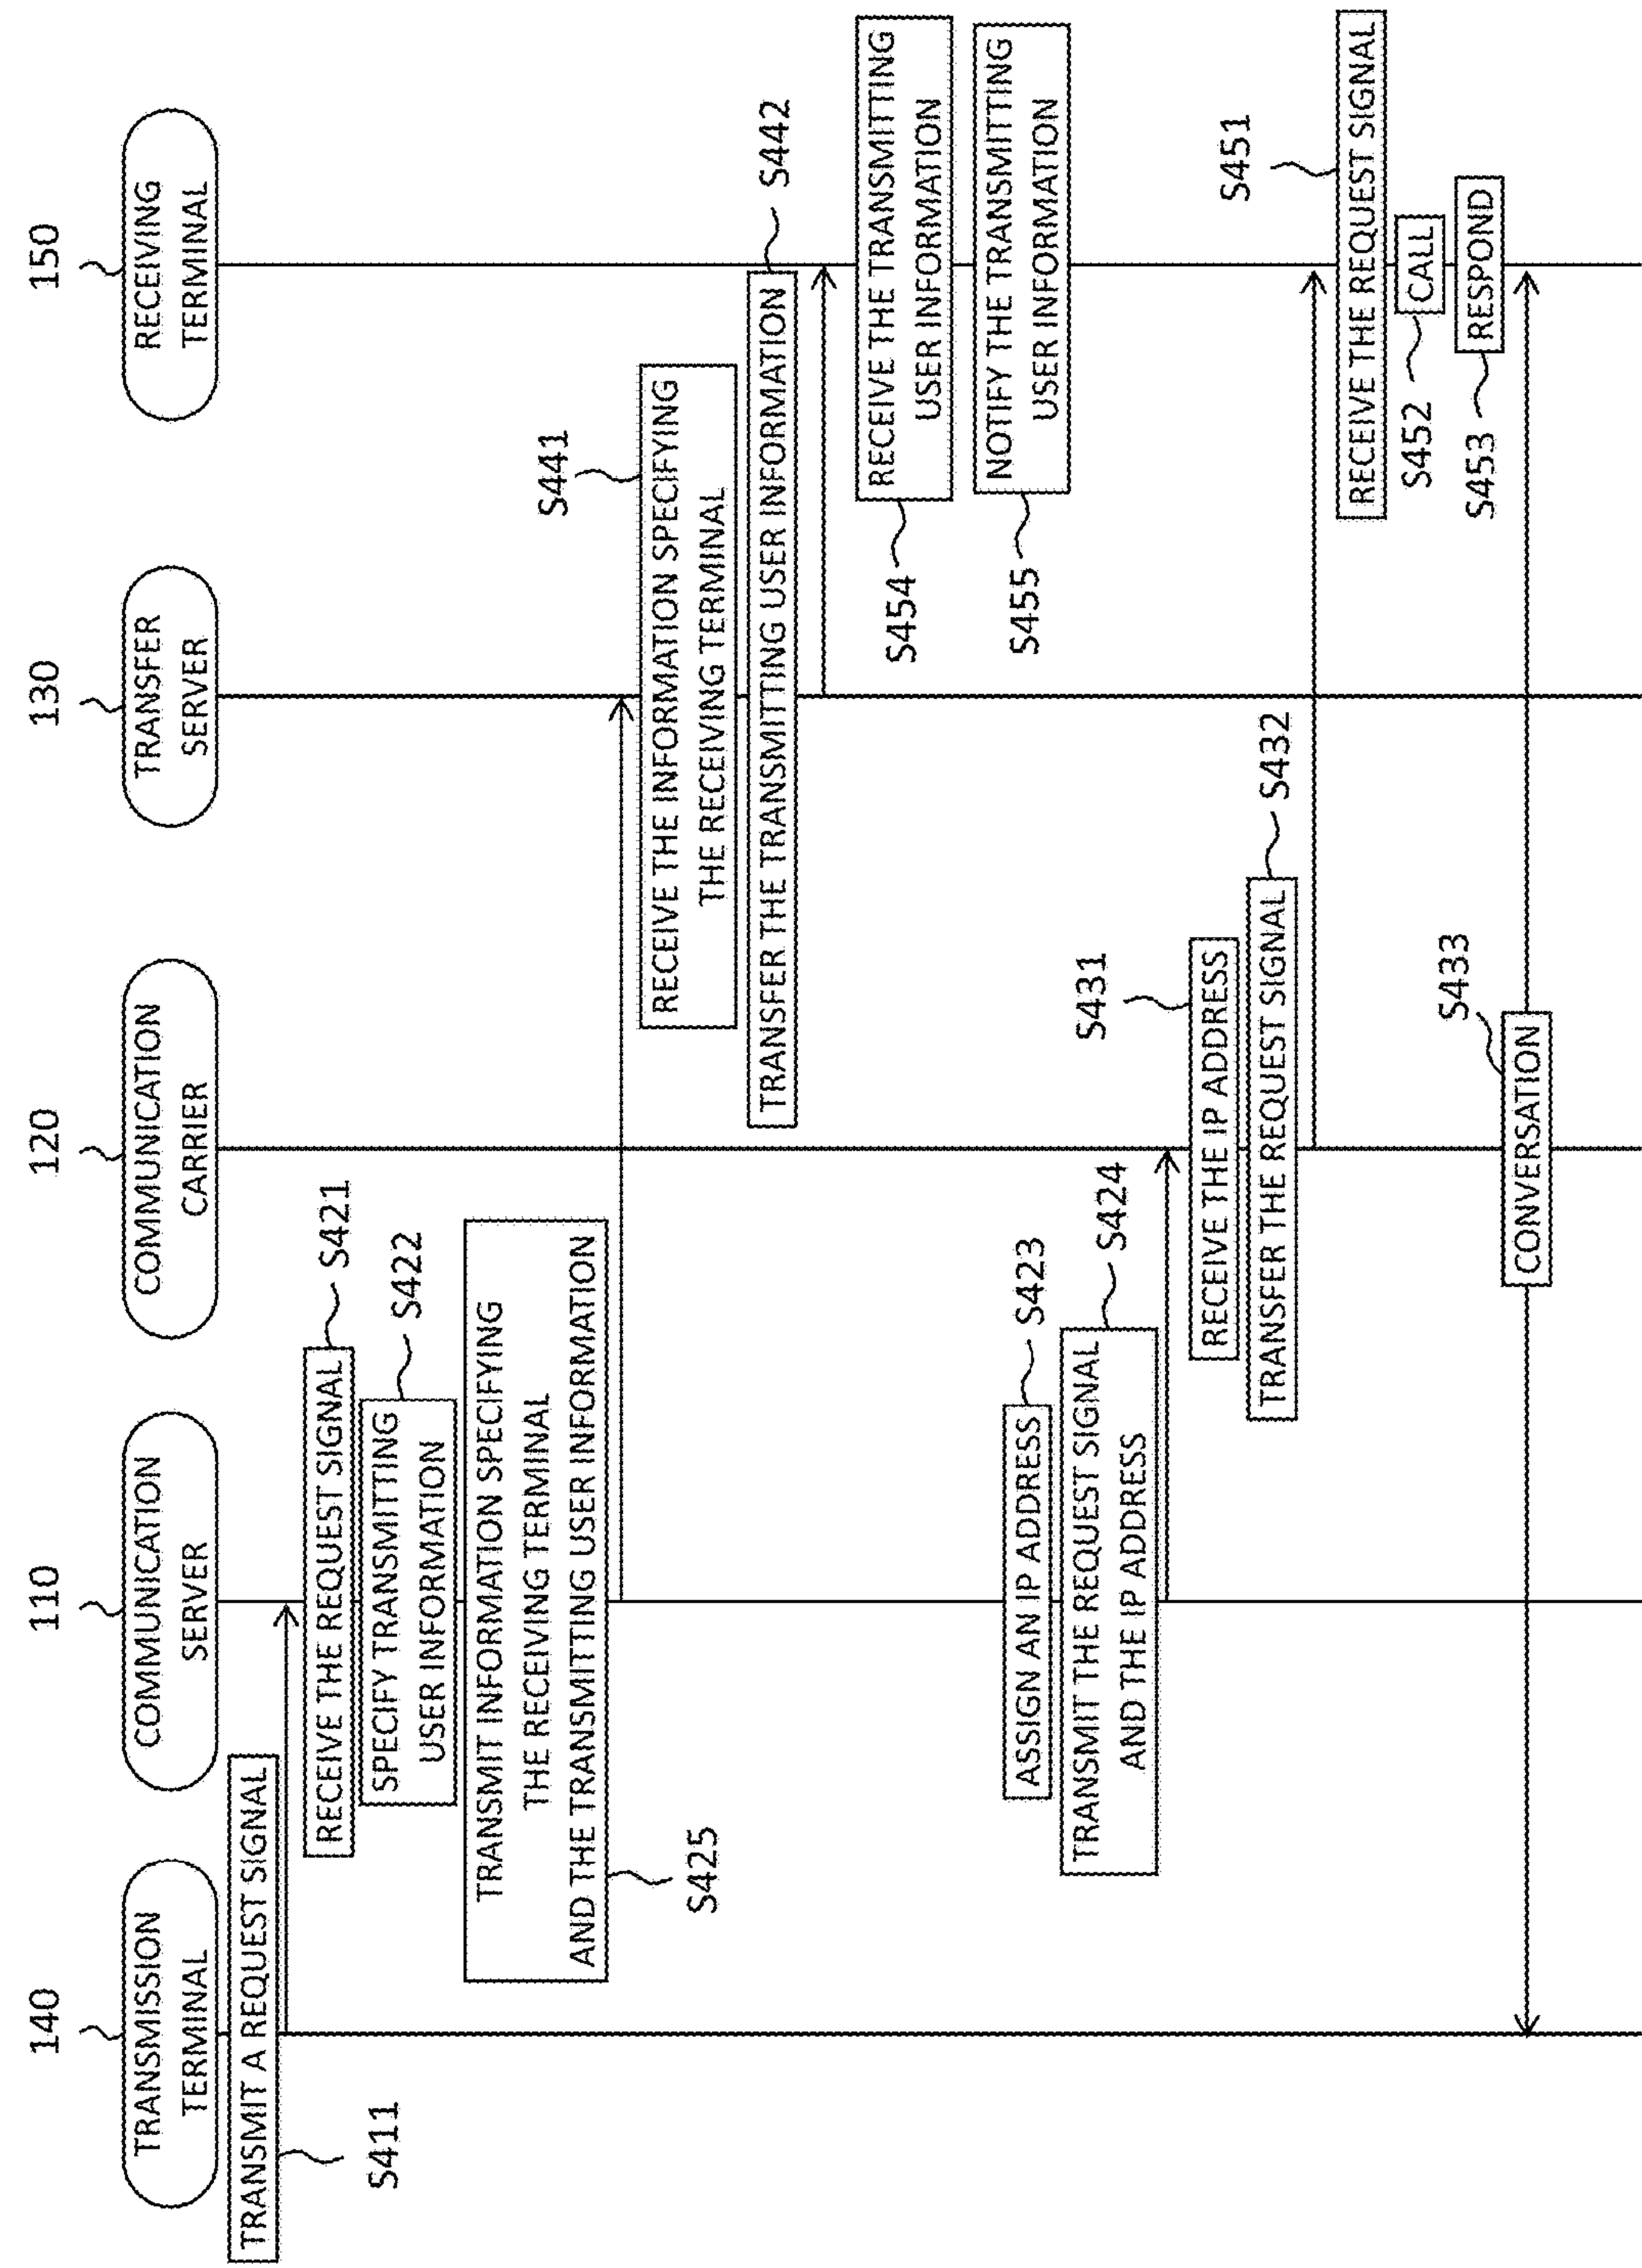 140
TRANSMISSION
TERMINAL
110
COMMUNICATION
SERVER
120
COMMUNICATION
CARRIER
130
TRANSFER
SERVER
150
RECEIVING
TERMINAL
TRANSMIT A REQUEST SIGNAL
S411
RECEIVE THE REQUEST SIGNAL
S421
SPECIFY TRANSMITTING
USER INFORMATION
S422
TRANSMIT INFORMATION SPECIFYING
THE RECEIVING TERMINAL
AND THE TRANSMITTING USER INFORMATION
S425
S441
RECEIVE THE INFORMATION SPECIFYING
THE RECEIVING TERMINAL
TRANSFER THE TRANSMITTING USER INFORMATION
S442
RECEIVE THE TRANSMITTING
USER INFORMATION
S454
NOTIFY THE TRANSMITTING
USER INFORMATION
S455
ASSIGN AN IP ADDRESS
S423
TRANSMIT THE REQUEST SIGNAL
AND THE IP ADDRESS
S424
S431
RECEIVE THE IP ADDRESS
TRANSFER THE REQUEST SIGNAL
S432
S451
RECEIVE THE REQUEST SIGNAL
CALL
S452
RESPOND
S453
S433
CONVERSATION